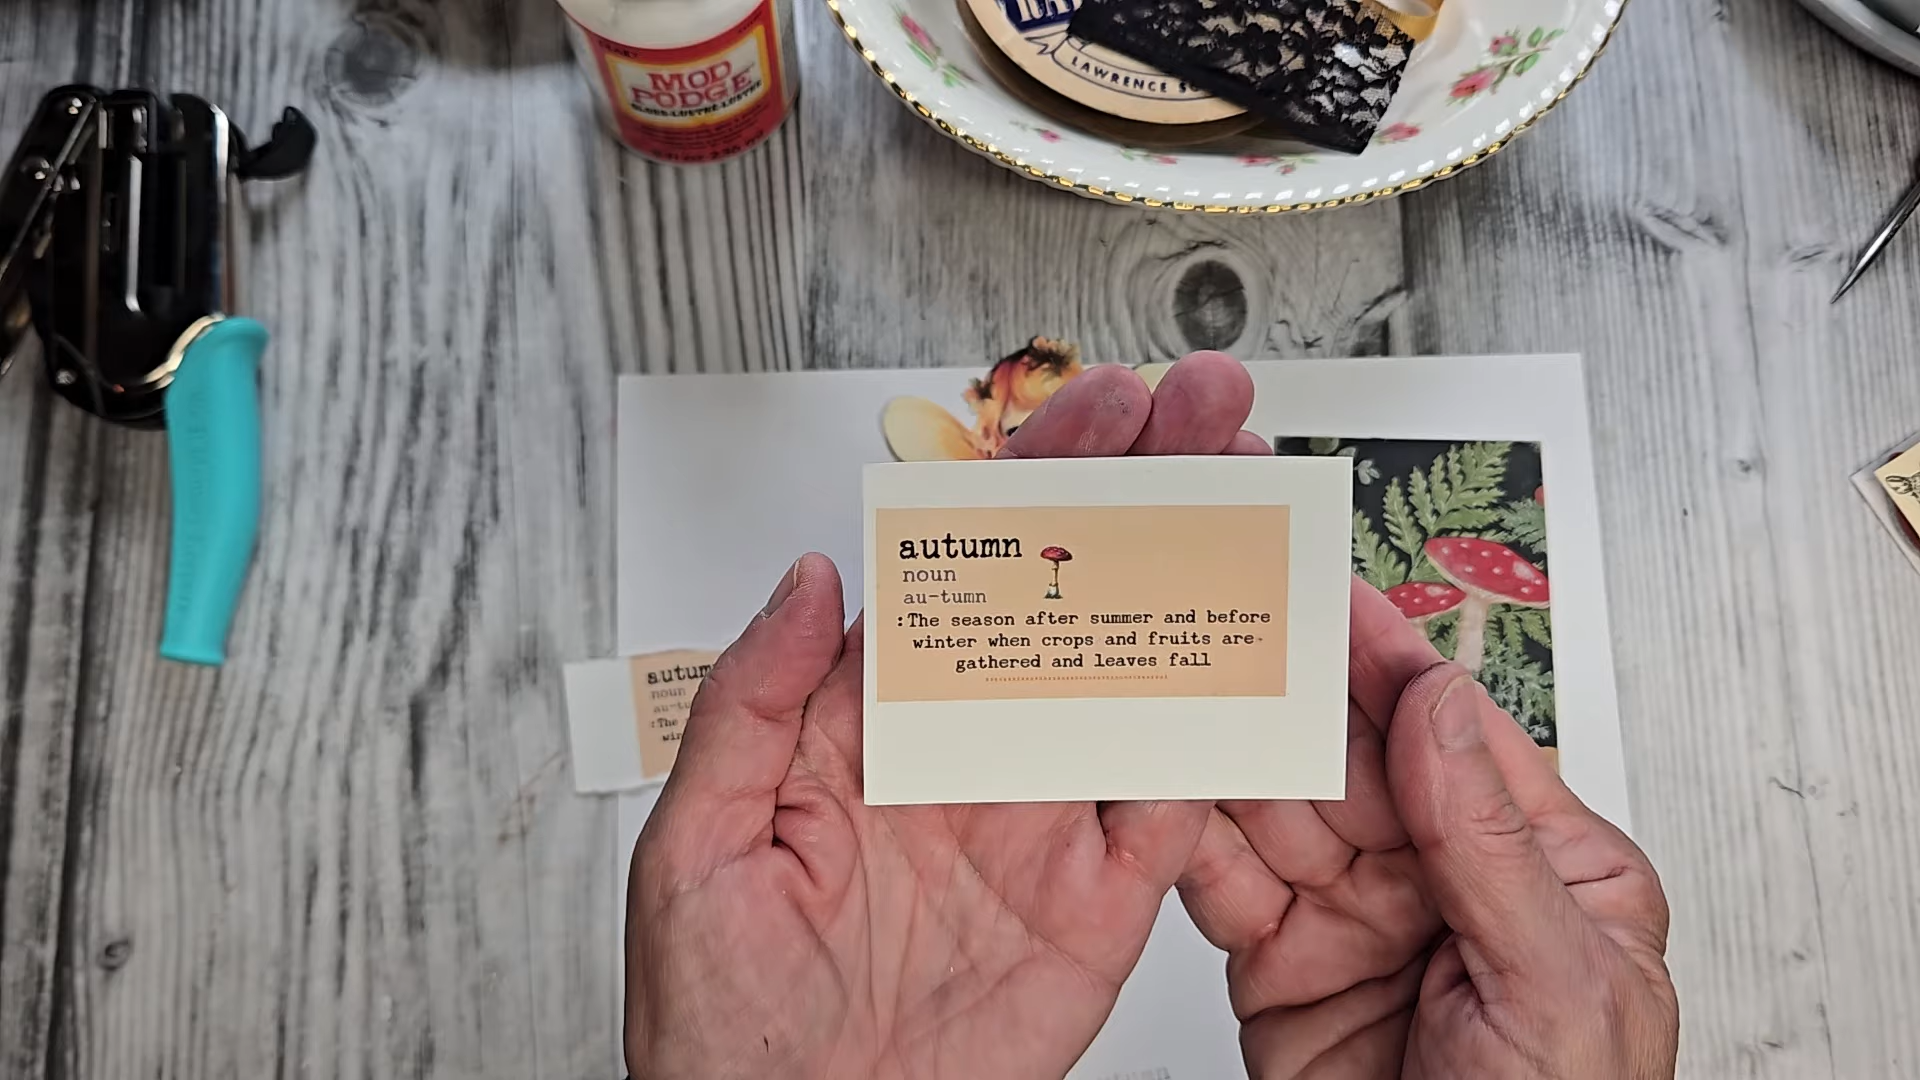 MOD
PODGE
LAWRENCE
autumn
noun
au-tumn
:The season after summer and before
winter when crops and fruits are
gathered and leaves fall
autum
noun
:The
autumn